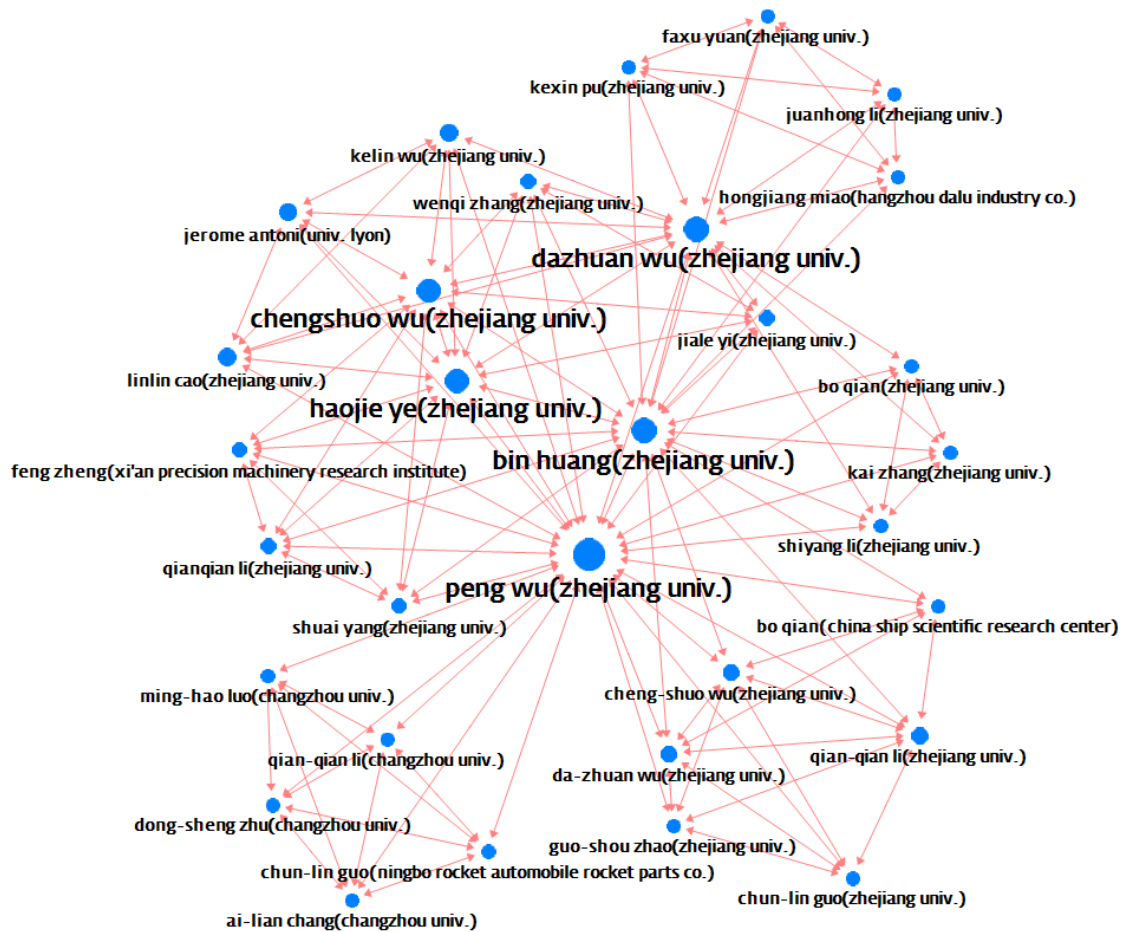 faxu yuan(zhejiang univ.)
kexin pu(zhejiang univ.)
juanhong li(zhejiang univ.)
kelin wu(zhejiang univ.)
wenqi zhang(zhejiang univ.)
hongjiang miao(hangzhou dalu industry co.)
jerome antoni(univ. lyon)
dazhuan wu(zhejiang univ.)
chengshuo wu(zhejiang univ.)
jiale yi(zhejiang univ.)
linlin cao(zhejiang univ.)
bo qian(zhejiang univ.)
haojie ye(zhejiang univ.)
bin huang(zhejiang univ.)
feng zheng(xi'an precision machinery research institute)
kai zhang(zhejiang univ.)
shiyang li(zhejiang univ.)
qianqian li(zhejiang univ.)
peng wu(zhejiang univ.)
shuai yang(zhejiang univ.)
bo qian(china ship scientific research center)
ming-hao luo(changzhou univ.)
cheng-shuo wu(zhejiang univ.)
qian-qian li(changzhou univ.)
qian-qian li(zhejiang univ.)
da-zhuan wu(zhejiang univ.)
dong-sheng zhu(changzhou univ.)
guo-shou zhao(zhejiang univ.)
chun-lin guo(ningbo rocket automobile rocket parts co.)
chun-lin guo(zhejiang univ.)
ai-lian chang(changzhou univ.)